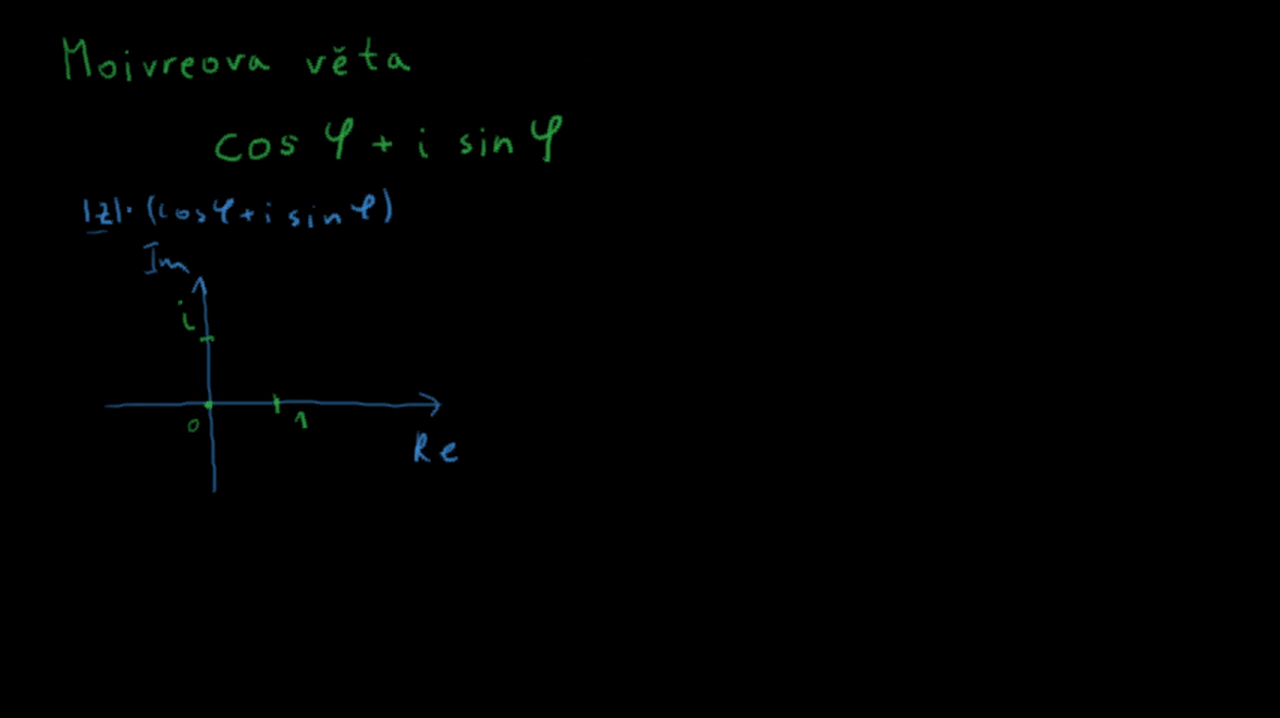 Moivreova věta
cos φ + i sin φ
|z|· (cos φ + i sin φ)
Im
i
0
1
Re